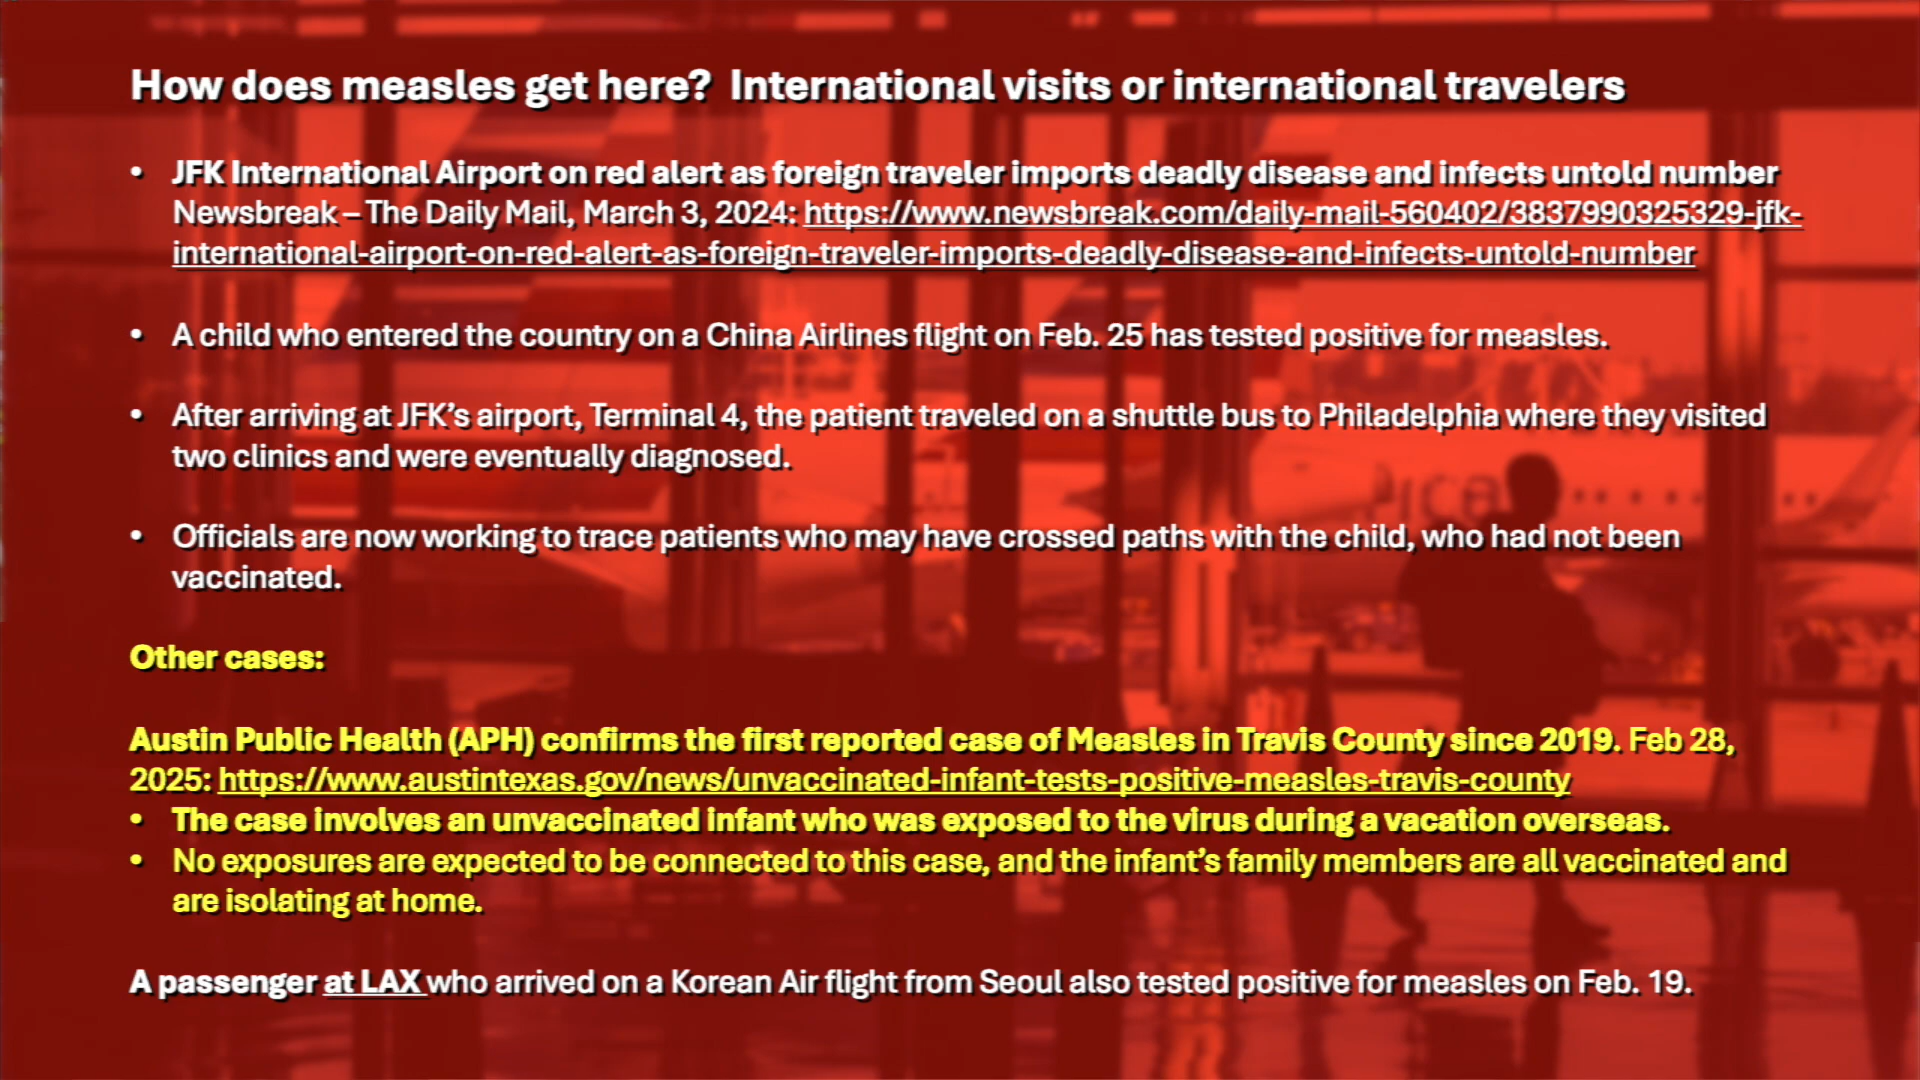 How does measles get here? International visits or international travelers
• JFK International Airport on red alert as foreign traveler imports deadly disease and infects untold number
Newsbreak – The Daily Mail, March 3, 2024: https://www.newsbreak.com/daily-mail-560402/3837990325329-jfk-
international-airport-on-red-alert-as-foreign-traveler-imports-deadly-disease-and-infects-untold-number
• A child who entered the country on a China Airlines flight on Feb. 25 has tested positive for measles.
• After arriving at JFK’s airport, Terminal 4, the patient traveled on a shuttle bus to Philadelphia where they visited
two clinics and were eventually diagnosed.
• Officials are now working to trace patients who may have crossed paths with the child, who had not been
vaccinated.
Other cases:
Austin Public Health (APH) confirms the first reported case of Measles in Travis County since 2019. Feb 28,
2025: https://www.austintexas.gov/news/unvaccinated-infant-tests-positive-measles-travis-county
• The case involves an unvaccinated infant who was exposed to the virus during a vacation overseas.
• No exposures are expected to be connected to this case, and the infant’s family members are all vaccinated and
are isolating at home.
A passenger at LAX who arrived on a Korean Air flight from Seoul also tested positive for measles on Feb. 19.